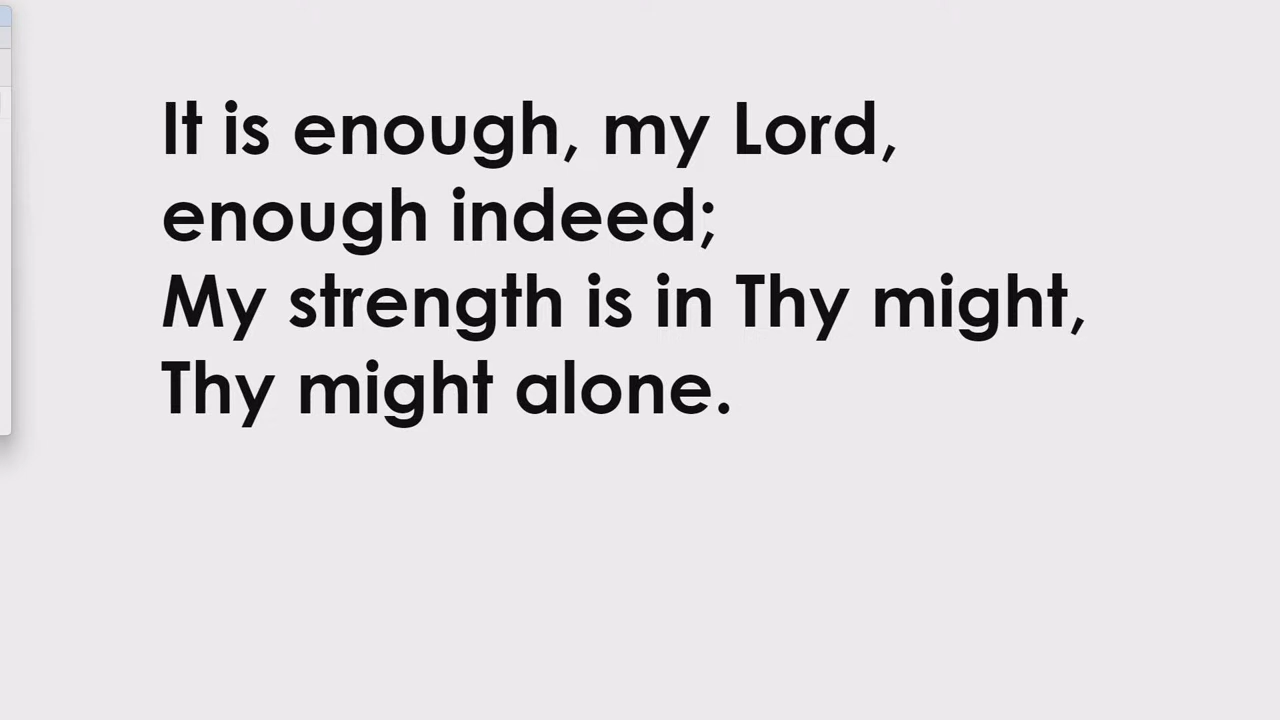 It is enough, my Lord,
enough indeed;
My strength is in Thy might,
Thy might alone.